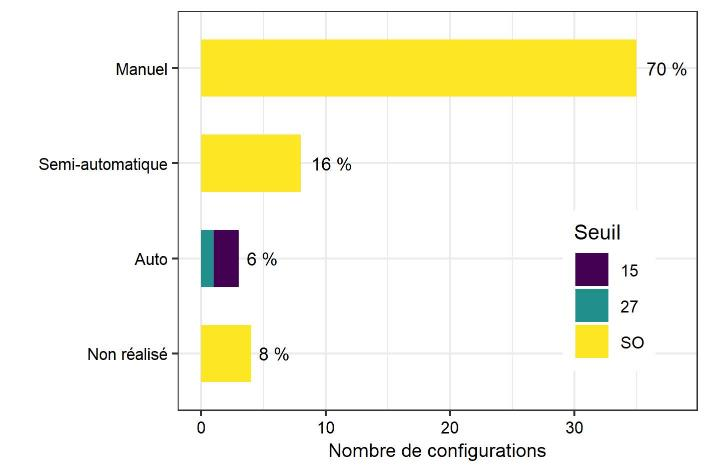 Manuel
70 %
Semi-automatique
16 %
Auto
6 %
Non réalisé
8 %
Seuil
15
27
SO
0 10 20 30
Nombre de configurations